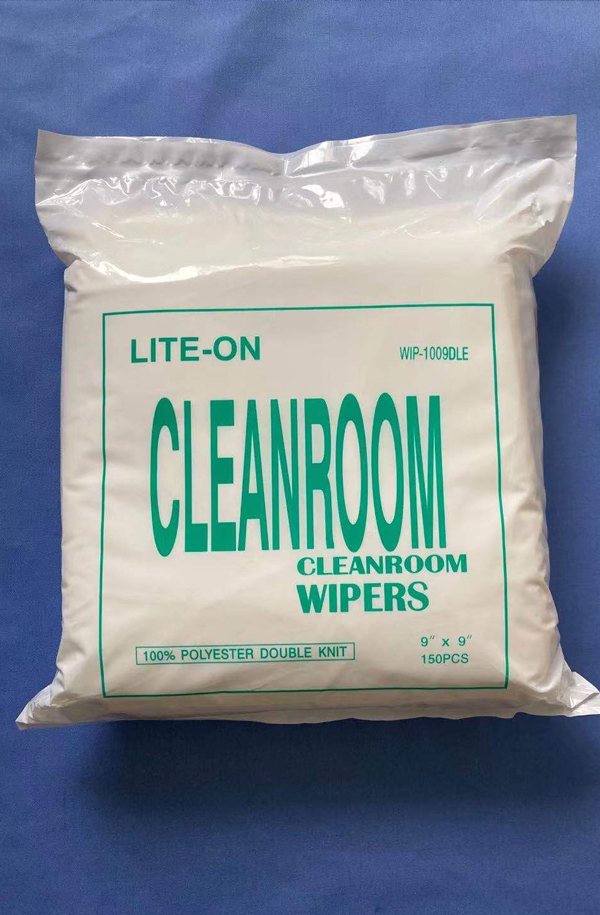 LITE-ON
WIP-1009DLE
CLEANROOM
CLEANROOM
WIPERS
100% POLYESTER DOUBLE KNIT
9″ x 9″
150PCS